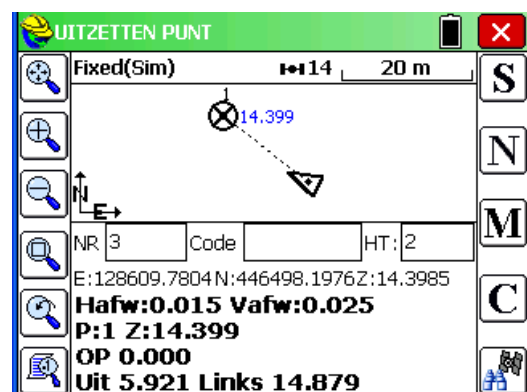 UITZETTEN PUNT
Fixed(Sim) 14 20 m
1
14.399
N
E
NR 3 Code HT: 2
E:128609.7804 N:446498.1976 Z:14.3985
Hafw:0.015 Vafw:0.025
P:1 Z:14.399
OP 0.000
Uit 5.921 Links 14.879
S
N
M
C